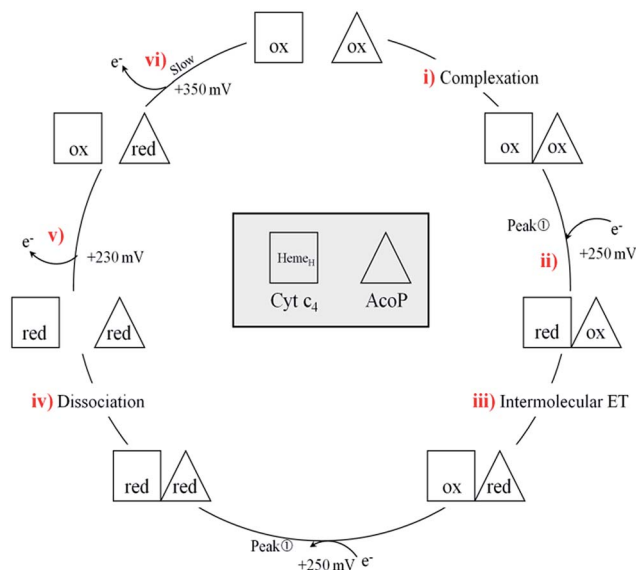 ox ox
vi) Slow
e-
+350 mV
i) Complexation
ox red
ox ox
v)
e-
+230 mV
Peak①
e-
+250 mV
ii)
Heme_H
Cyt c₄ AcoP
red red
red ox
iv) Dissociation
iii) Intermolecular ET
red red
ox red
Peak①
+250 mV
e-